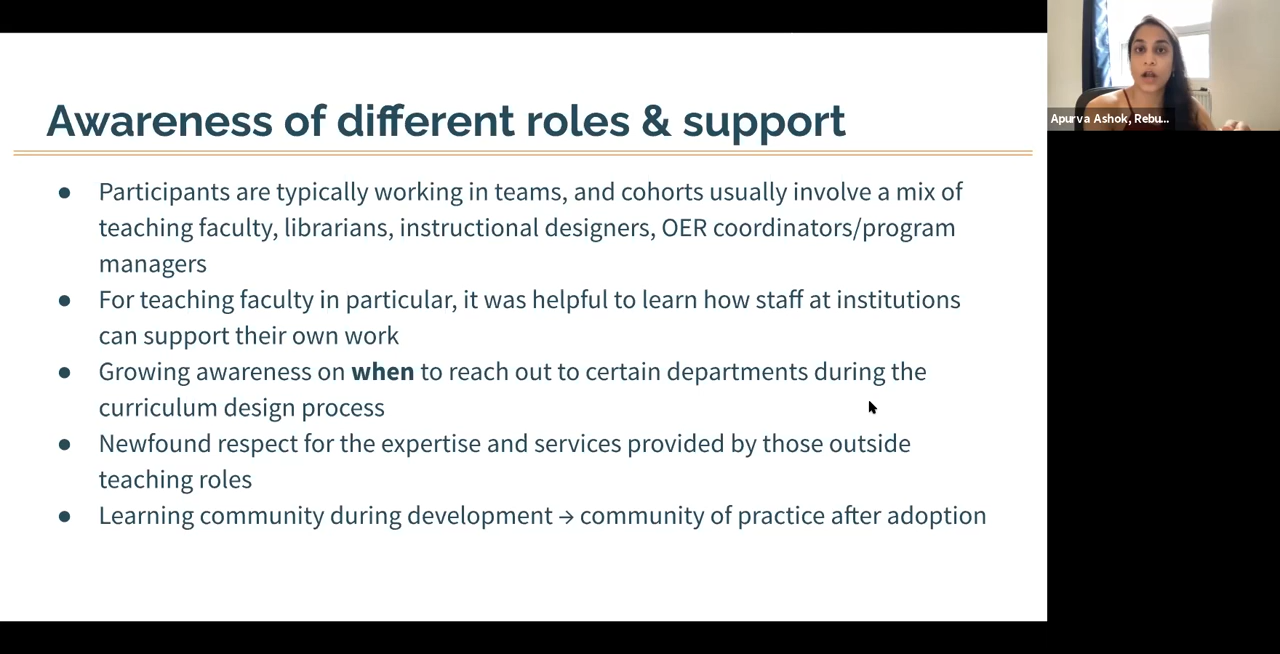 Awareness of different roles & support
● Participants are typically working in teams, and cohorts usually involve a mix of
teaching faculty, librarians, instructional designers, OER coordinators/program
managers
● For teaching faculty in particular, it was helpful to learn how staff at institutions
can support their own work
● Growing awareness on when to reach out to certain departments during the
curriculum design process
● Newfound respect for the expertise and services provided by those outside
teaching roles
● Learning community during development → community of practice after adoption
Apurva Ashok, Rebu...